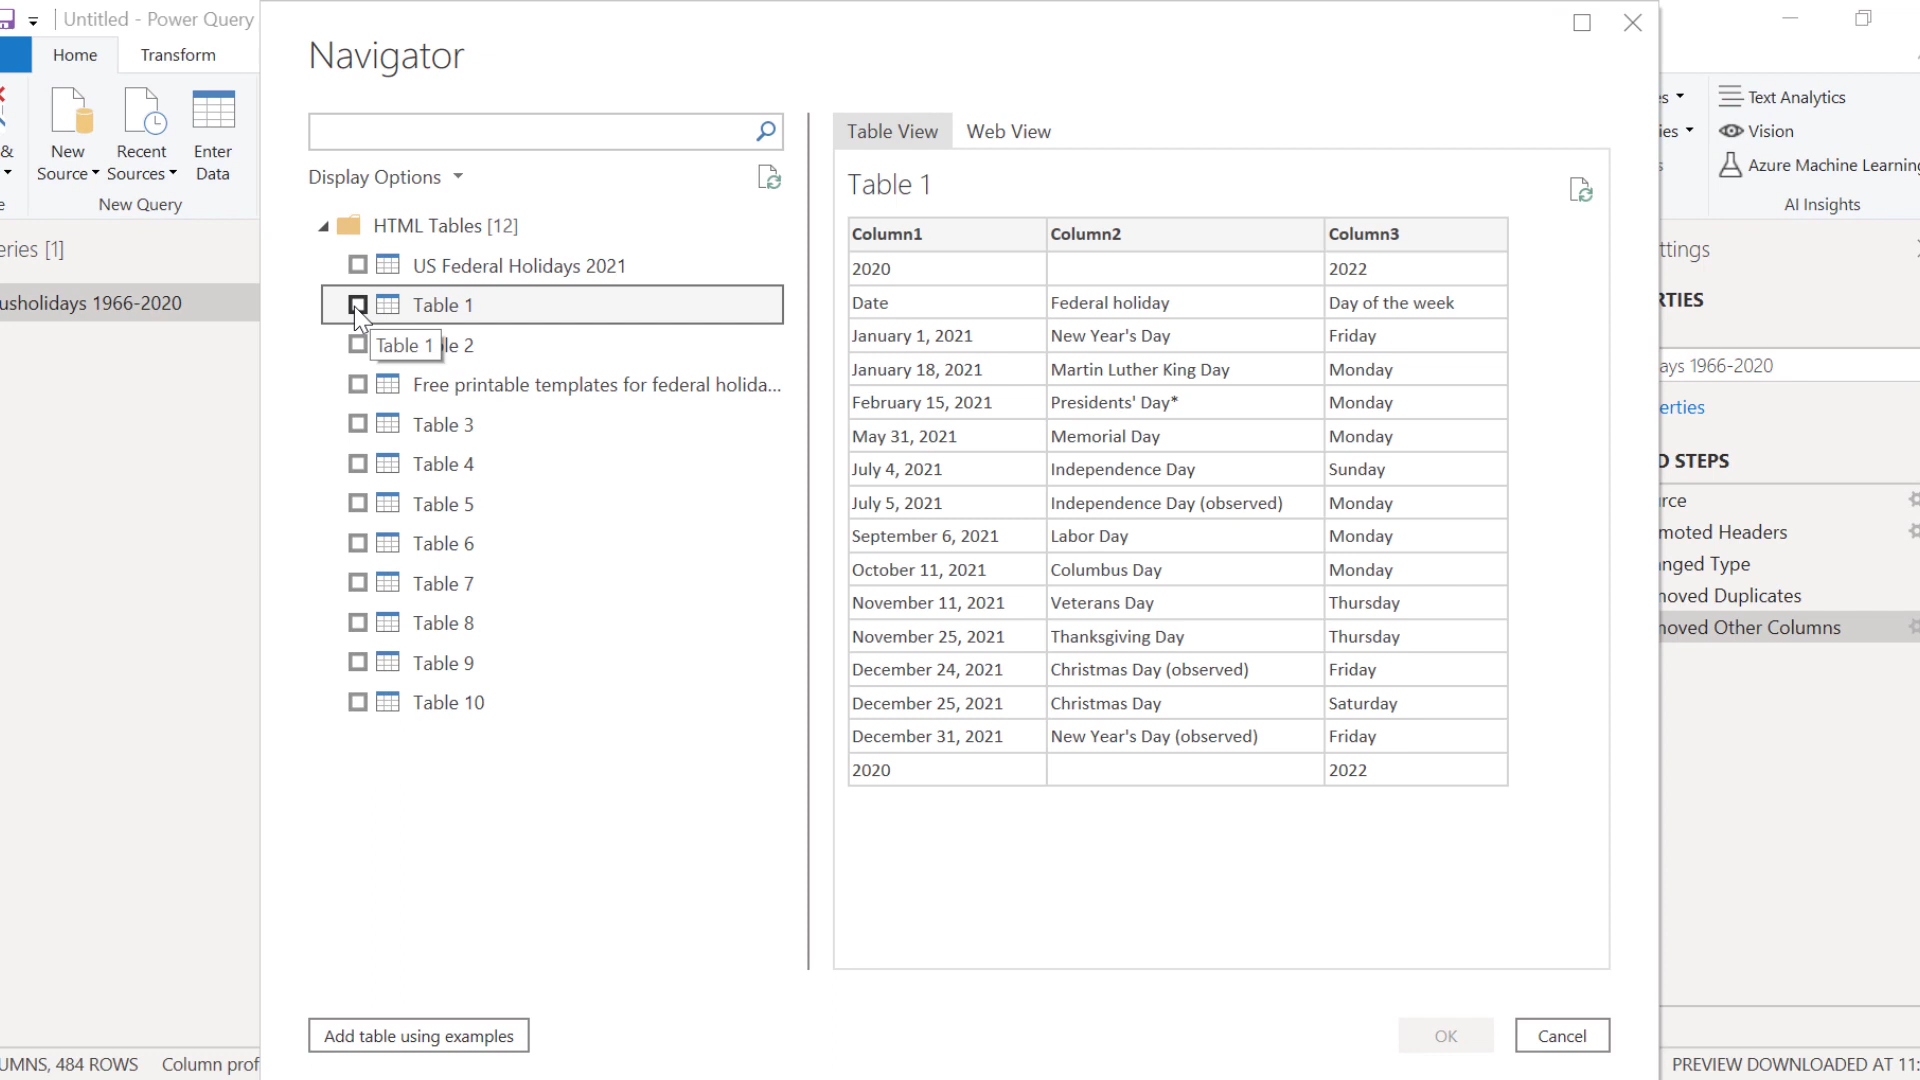 Untitled - Power Query
Home
Transform
&
New
Source
Recent
Sources
Enter
Data
New Query
eries [1]
usholidays 1966-2020
UMNS, 484 ROWS
Column prof
Navigator
Display Options
HTML Tables [12]
US Federal Holidays 2021
Table 1
Table 1
le 2
Free printable templates for federal holida...
Table 3
Table 4
Table 5
Table 6
Table 7
Table 8
Table 9
Table 10
Add table using examples
Table View
Web View
Table 1
Column1 Column2 Column3
2020 2022
Date Federal holiday Day of the week
January 1, 2021 New Year's Day Friday
January 18, 2021 Martin Luther King Day Monday
February 15, 2021 Presidents' Day* Monday
May 31, 2021 Memorial Day Monday
July 4, 2021 Independence Day Sunday
July 5, 2021 Independence Day (observed) Monday
September 6, 2021 Labor Day Monday
October 11, 2021 Columbus Day Monday
November 11, 2021 Veterans Day Thursday
November 25, 2021 Thanksgiving Day Thursday
December 24, 2021 Christmas Day (observed) Friday
December 25, 2021 Christmas Day Saturday
December 31, 2021 New Year's Day (observed) Friday
2020 2022
OK
Cancel
es
ies
s
Text Analytics
Vision
Azure Machine Learning
AI Insights
ttings
RTIES
ays 1966-2020
erties
D STEPS
rce
moted Headers
nged Type
moved Duplicates
moved Other Columns
PREVIEW DOWNLOADED AT 11: